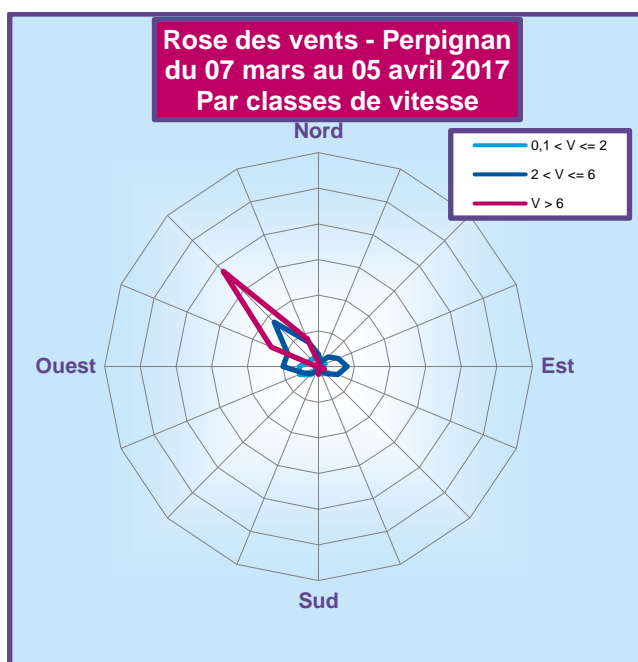 Rose des vents - Perpignan
du 07 mars au 05 avril 2017
Par classes de vitesse
Nord
0,1 < V <= 2
2 < V <= 6
V > 6
Ouest
Est
Sud